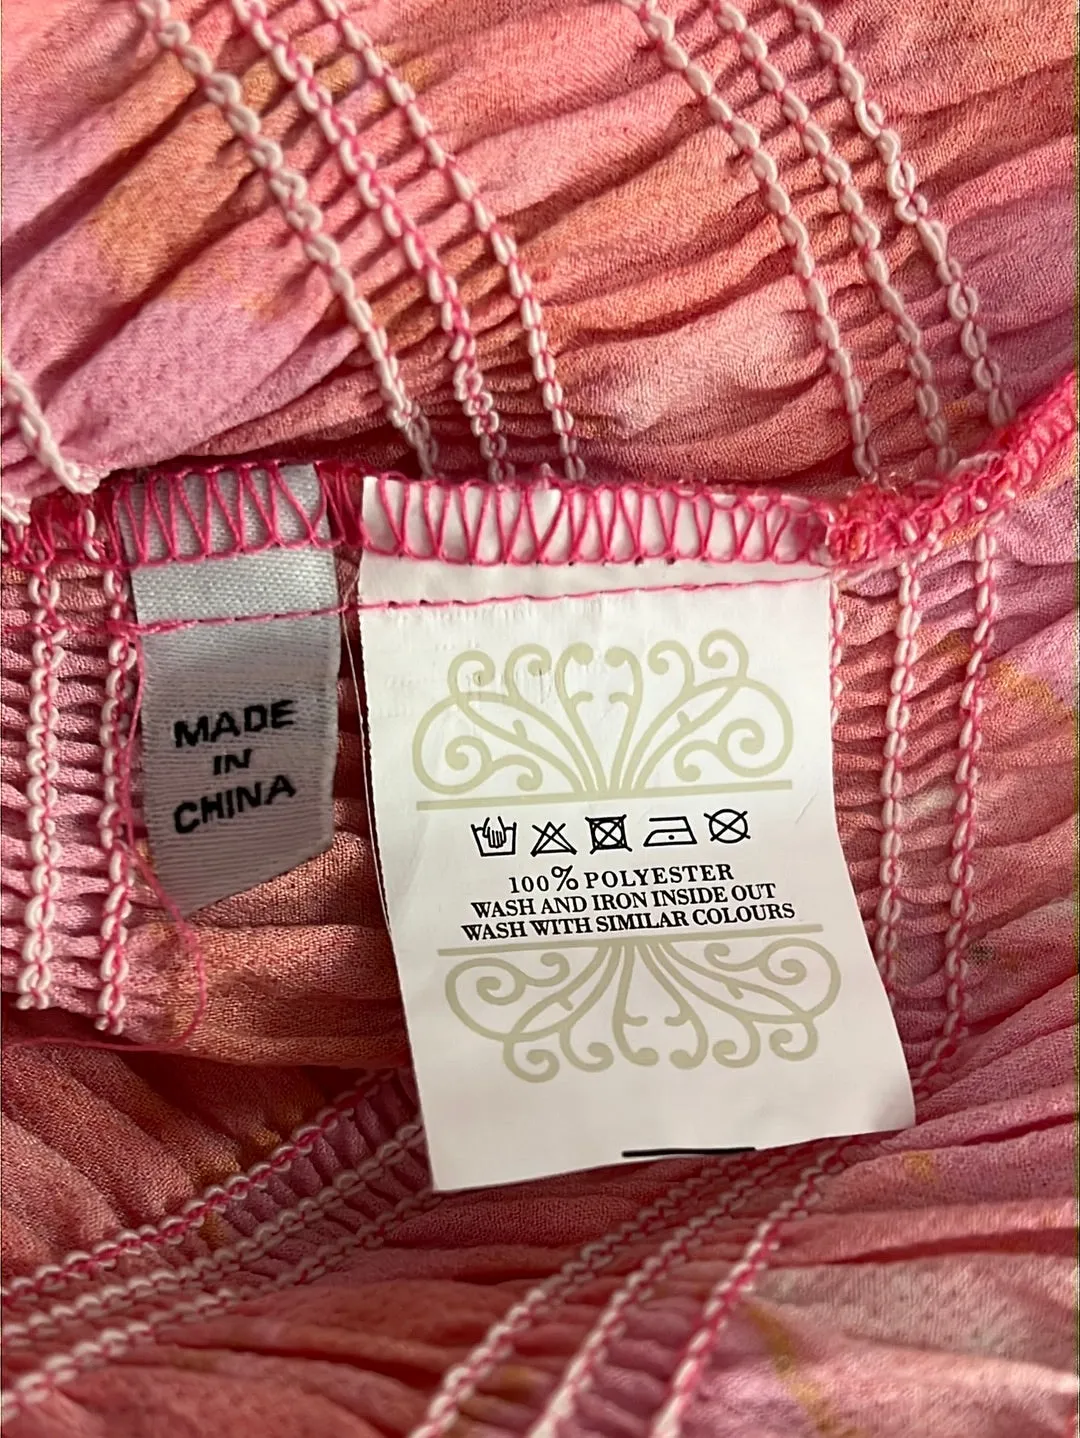 MADE
IN
CHINA
100% POLYESTER
WASH AND IRON INSIDE OUT
WASH WITH SIMILAR COLOURS